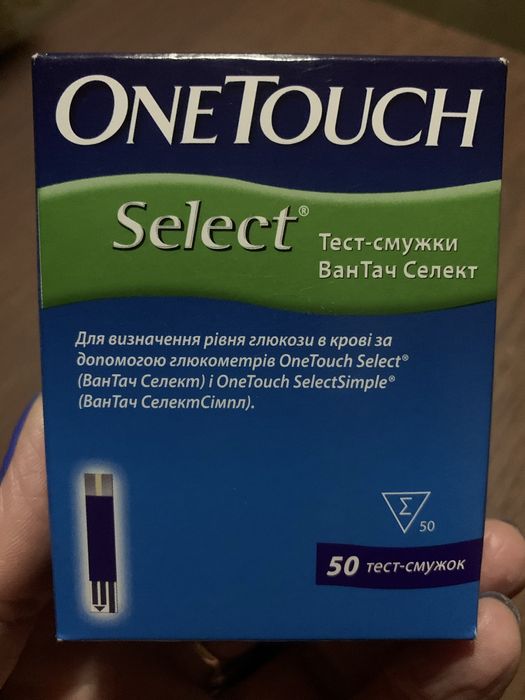 ONETOUCH
Select®
Тест-смужки
ВанТач Селект
Для визначення рівня глюкози в крові за
допомогою глюкометрів OneTouch Select®
(ВанТач Селект) і OneTouch SelectSimple®
(ВанТач СелектСімпл).
Σ
50
50 тест-смужок